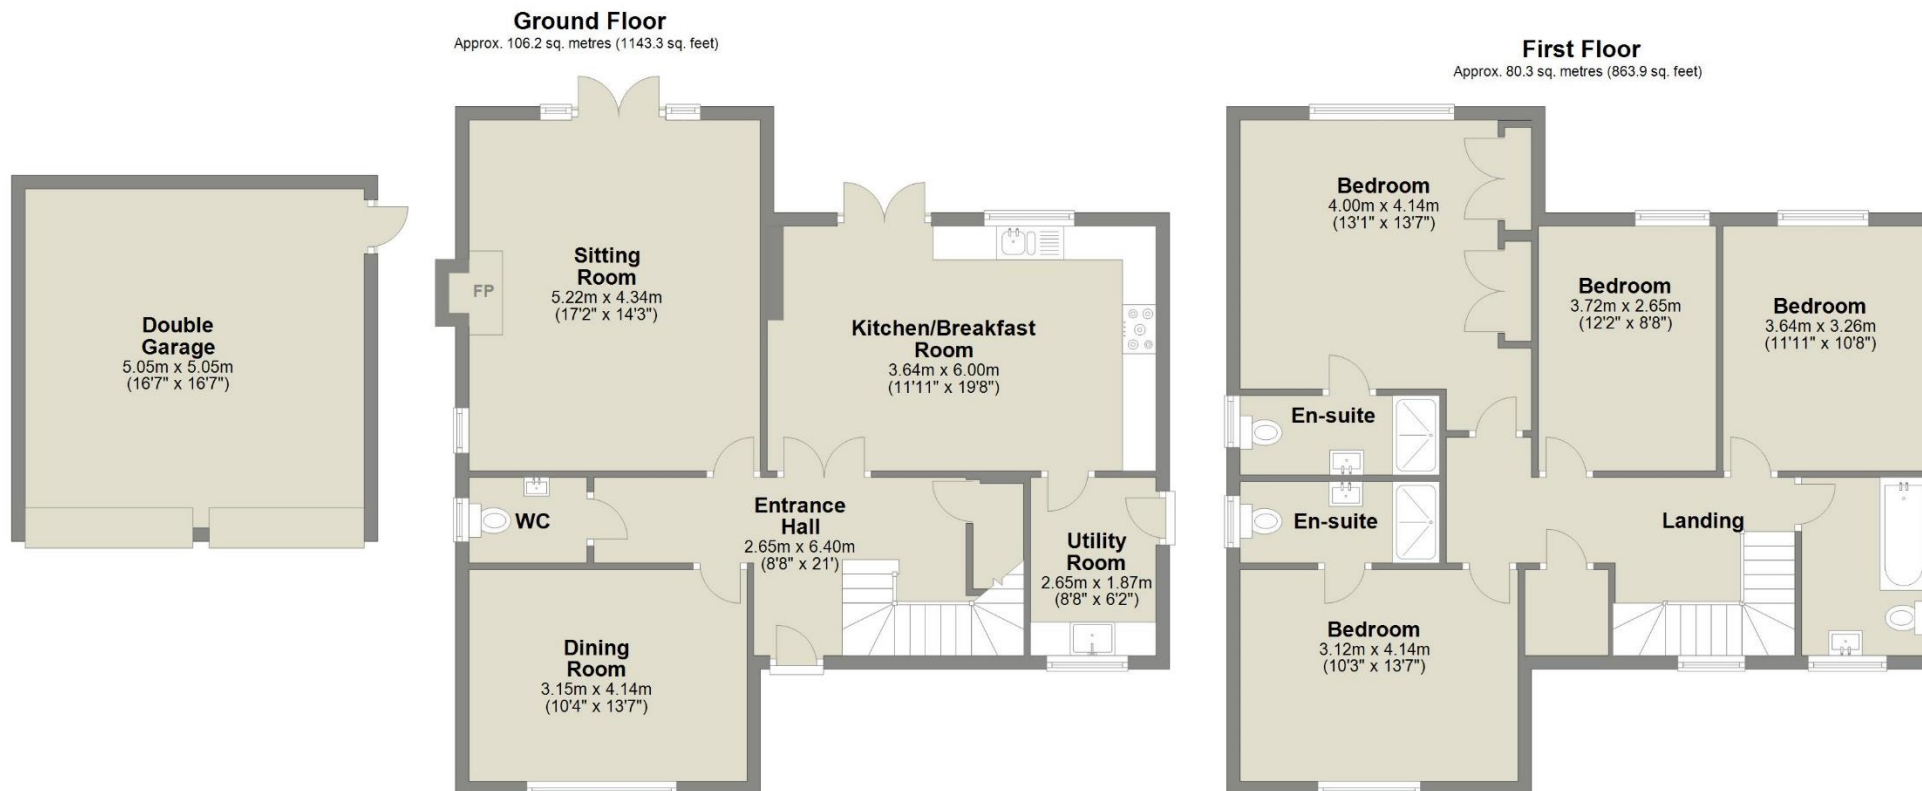 Ground Floor
Approx. 106.2 sq. metres (1143.3 sq. feet)
Double
Garage
5.05m x 5.05m
(16'7" x 16'7")
Sitting
Room
5.22m x 4.34m
(17'2" x 14'3")
FP
Kitchen/Breakfast
Room
3.64m x 6.00m
(11'11" x 19'8")
WC
Entrance
Hall
2.65m x 6.40m
(8'8" x 21')
Utility
Room
2.65m x 1.87m
(8'8" x 6'2")
Dining
Room
3.15m x 4.14m
(10'4" x 13'7")
First Floor
Approx. 80.3 sq. metres (863.9 sq. feet)
Bedroom
4.00m x 4.14m
(13'1" x 13'7")
Bedroom
3.72m x 2.65m
(12'2" x 8'8")
Bedroom
3.64m x 3.26m
(11'11" x 10'8")
En-suite
En-suite
Landing
Bedroom
3.12m x 4.14m
(10'3" x 13'7")